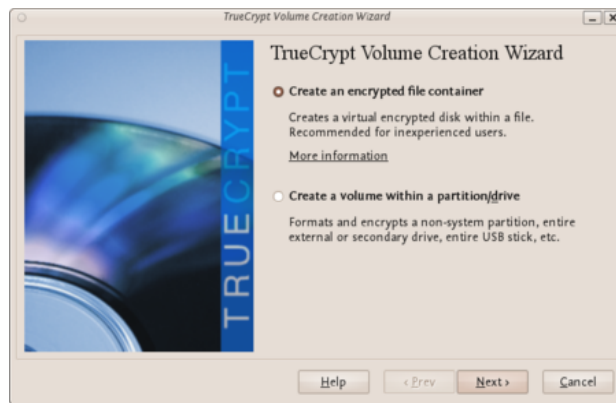 TrueCrypt Volume Creation Wizard
TRUECRYPT
TrueCrypt Volume Creation Wizard
Create an encrypted file container
Creates a virtual encrypted disk within a file.
Recommended for inexperienced users.
More information
Create a volume within a partition/drive
Formats and encrypts a non-system partition, entire
external or secondary drive, entire USB stick, etc.
Help
< Prev
Next >
Cancel